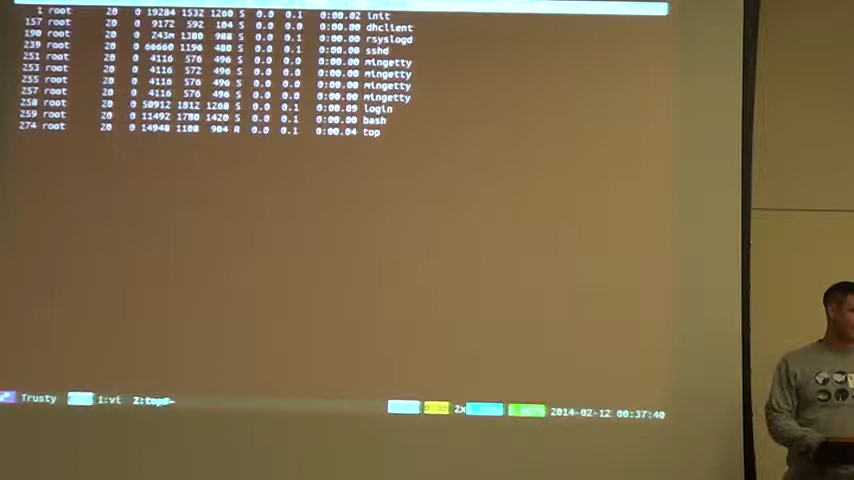 1 root 20 0 19284 1532 1260 S 0.0 0.1 0:00.02 init
157 root 20 0 9172 592 104 S 0.0 0.0 0:00.00 dhclient
190 root 20 0 243m 1380 988 S 0.0 0.1 0:00.00 rsyslogd
239 root 20 0 66660 1196 480 S 0.0 0.1 0:00.00 sshd
251 root 20 0 4116 576 496 S 0.0 0.0 0:00.00 mingetty
253 root 20 0 4116 572 496 S 0.0 0.0 0:00.00 mingetty
255 root 20 0 4116 576 496 S 0.0 0.0 0:00.00 mingetty
257 root 20 0 4116 576 496 S 0.0 0.0 0:00.00 mingetty
258 root 20 0 50912 1812 1268 S 0.0 0.1 0:00.09 login
259 root 20 0 11492 1780 1420 S 0.0 0.1 0:00.00 bash
274 root 20 0 14948 1108 904 R 0.0 0.1 0:00.04 top
Trusty 1:vt 2:top 2x 2014-02-12 00:37:40